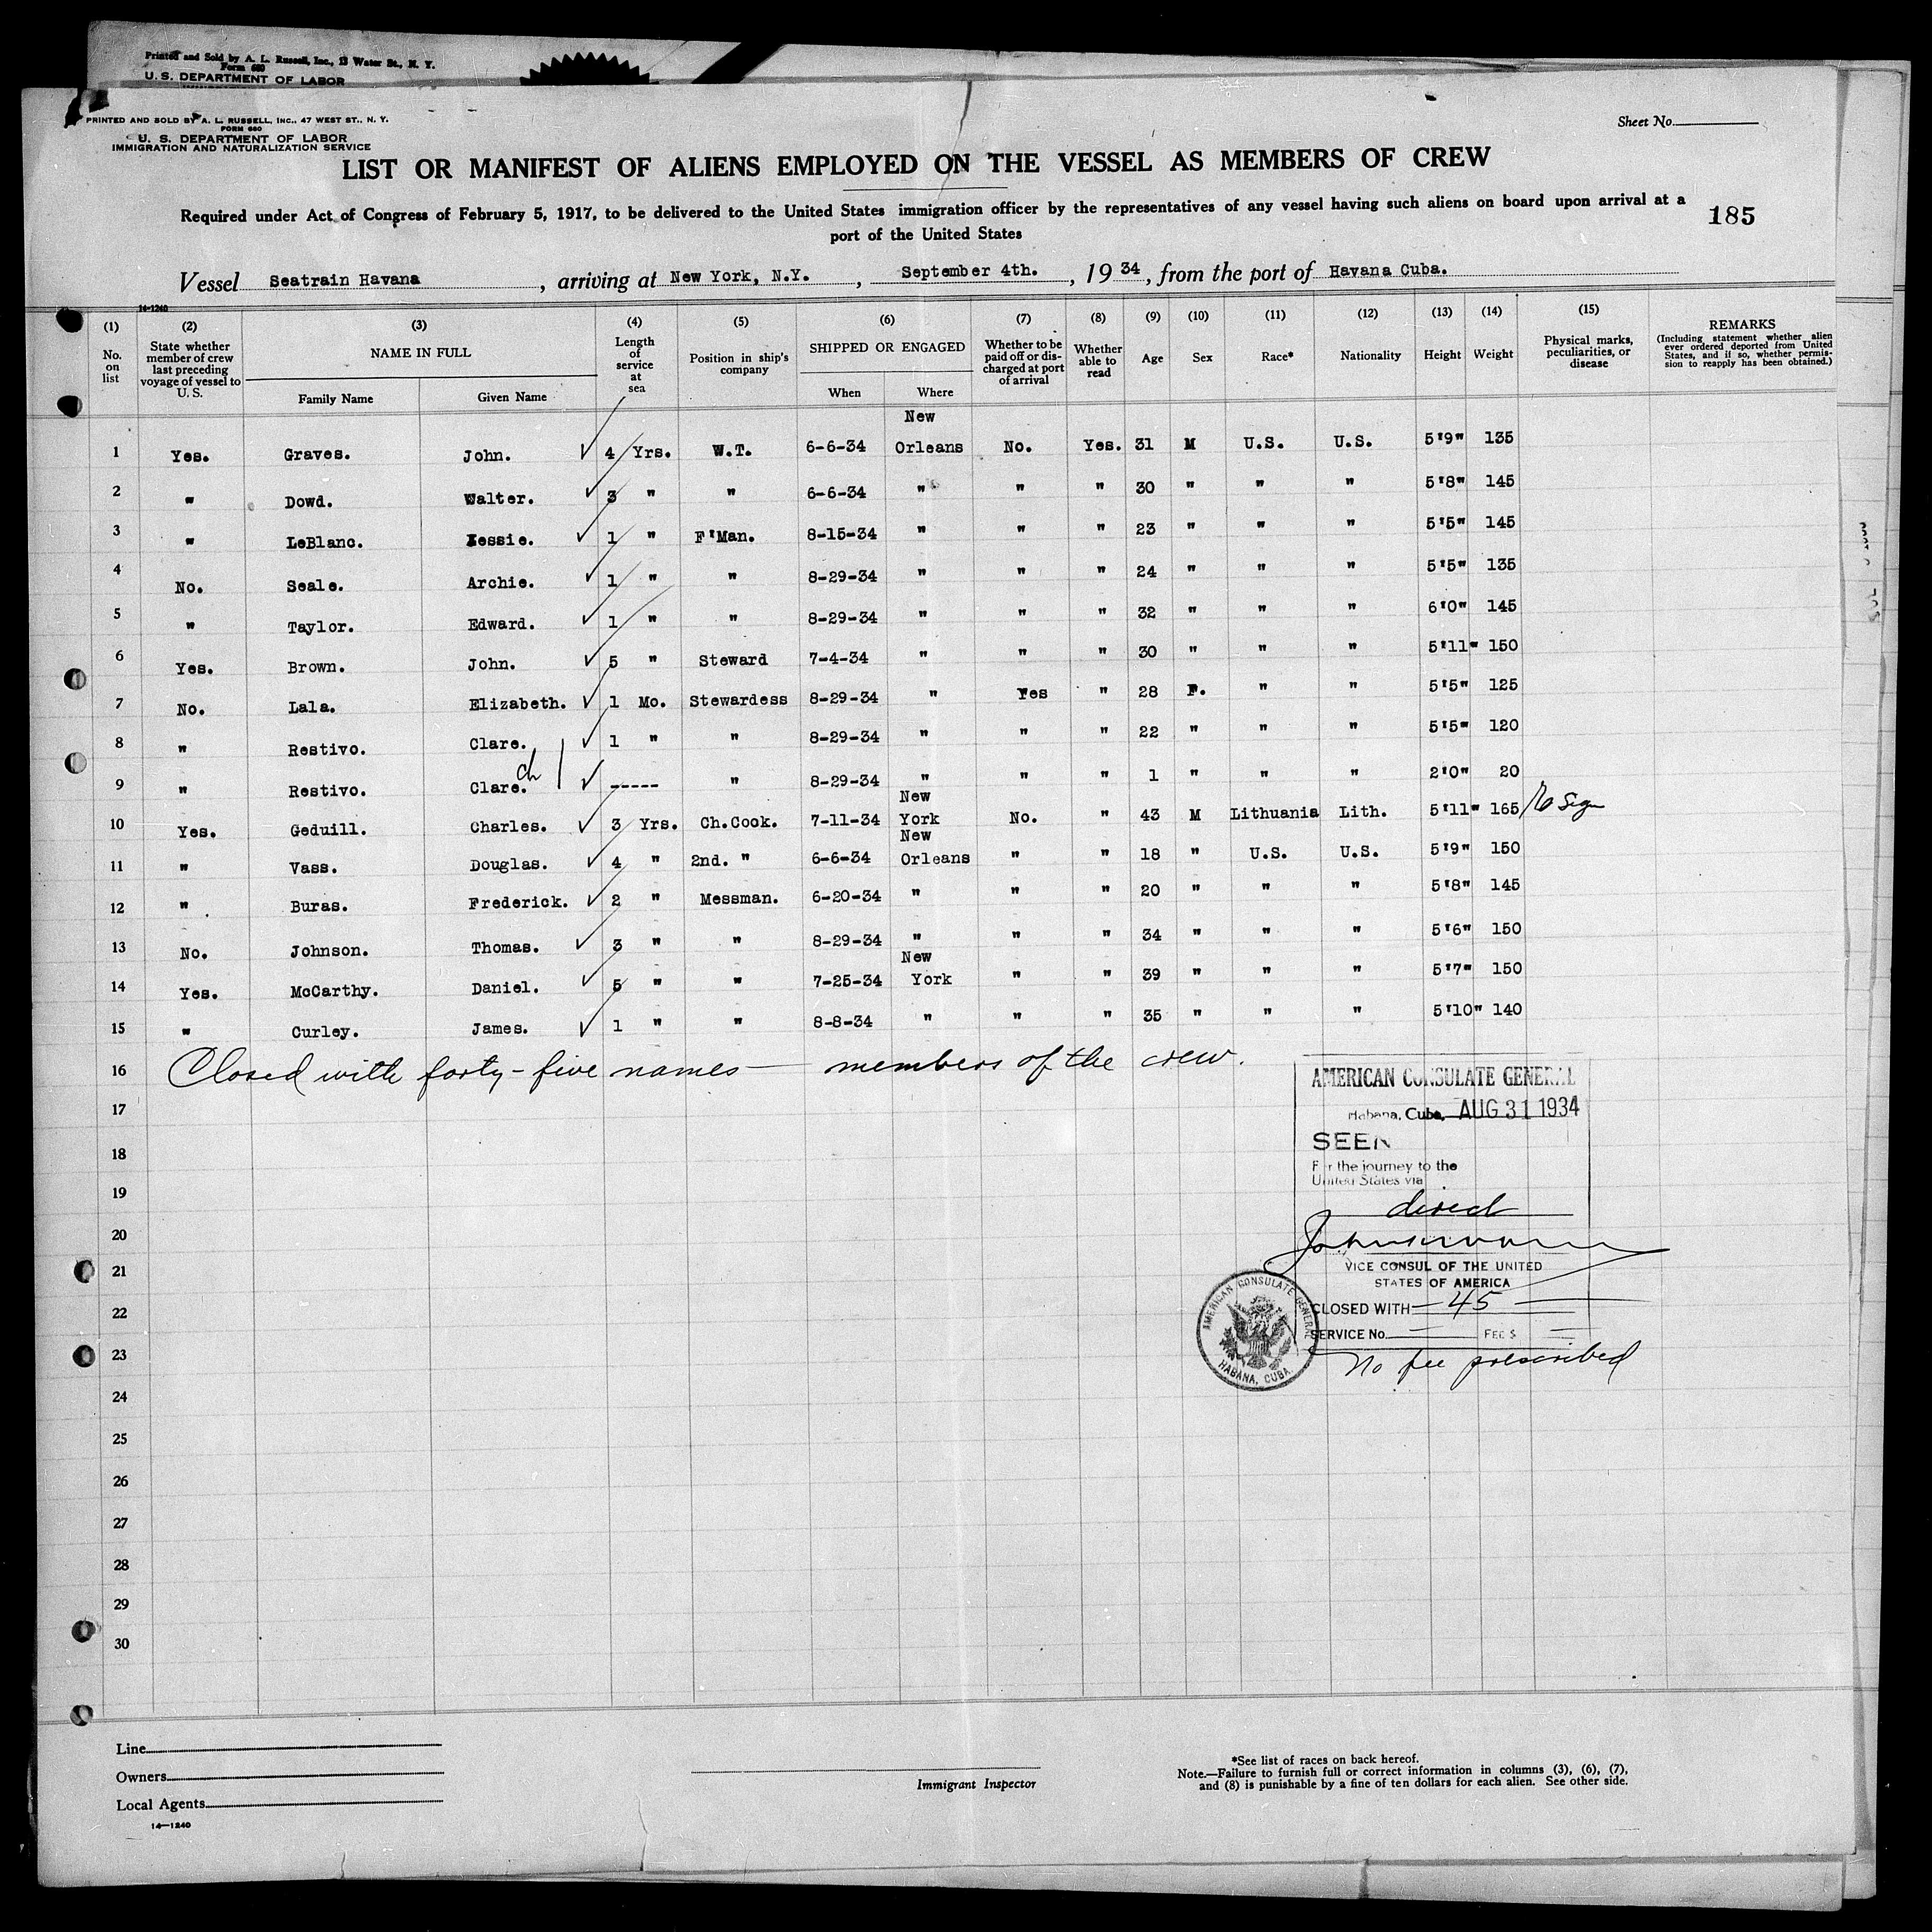 Printed and Sold by A. L. Russell, Inc., 13 Water St., N. Y.
Form 680
U. S. DEPARTMENT OF LABOR
PRINTED AND SOLD BY A. L. RUSSELL, INC., 47 WEST ST., N. Y.
FORM 680
U. S. DEPARTMENT OF LABOR
IMMIGRATION AND NATURALIZATION SERVICE
Sheet No.
LIST OR MANIFEST OF ALIENS EMPLOYED ON THE VESSEL AS MEMBERS OF CREW
Required under Act of Congress of February 5, 1917, to be delivered to the United States immigration officer by the representatives of any vessel having such aliens on board upon arrival at a
port of the United States
185
Vessel Seatrain Havana, arriving at New York, N.Y., September 4th., 1934, from the port of Havana Cuba.
14-1240
(1) No. on list
(2) State whether member of crew last preceding voyage of vessel to U. S.
(3) NAME IN FULL Family Name Given Name
(4) Length of service at sea
(5) Position in ship's company
(6) SHIPPED OR ENGAGED When Where
(7) Whether to be paid off or discharged at port of arrival
(8) Whether able to read
(9) Age
(10) Sex
(11) Race*
(12) Nationality
(13) Height
(14) Weight
(15) Physical marks, peculiarities, or disease
REMARKS (Including statement whether alien ever ordered deported from United States, and if so, whether permission to reapply has been obtained.)
1 Yes. Graves. John. 4 Yrs. W.T. 6-6-34 New Orleans No. Yes. 31 M U.S. U.S. 5'9" 135
2 " Dowd. Walter. 3 " " 6-6-34 " " " 30 " " " 5'8" 145
3 " LeBlanc. Lessie. 1 " F'Man. 8-15-34 " " " 23 " " " 5'5" 145
4 No. Seale. Archie. 1 " " 8-29-34 " " " 24 " " " 5'5" 135
5 " Taylor. Edward. 1 " " 8-29-34 " " " 32 " " " 6'0" 145
6 Yes. Brown. John. 5 " Steward 7-4-34 " " " 30 " " " 5'11" 150
7 No. Lala. Elizabeth. 1 Mo. Stewardess 8-29-34 " Yes " 28 F. " " 5'5" 125
8 " Restivo. Clare. 1 " " 8-29-34 " " " 22 " " " 5'5" 120
9 " Restivo. Clare. ch ----- " 8-29-34 " " " 1 " " " 2'0" 20
10 Yes. Geduill. Charles. 3 Yrs. Ch.Cook. 7-11-34 New York No. " 43 M Lithuania Lith. 5'11" 165
11 " Vass. Douglas. 4 " 2nd. " 6-6-34 New Orleans " " 18 " U.S. U.S. 5'9" 150
12 " Buras. Frederick. 2 " Messman. 6-20-34 " " " 20 " " " 5'8" 145
13 No. Johnson. Thomas. 3 " " 8-29-34 " " " 34 " " " 5'6" 150
14 Yes. McCarthy. Daniel. 5 " " 7-25-34 New York " " 39 " " " 5'7" 150
15 " Curley. James. 1 " " 8-8-34 " " " 35 " " " 5'10" 140
16 Closed with forty-five names — members of the crew.
17
18
19
20
21
22
23
24
25
26
27
28
29
30
AMERICAN CONSULATE GENERAL
Habana, Cuba, AUG 31 1934
SEEN
For the journey to the
United States via
direct
VICE CONSUL OF THE UNITED
STATES OF AMERICA
CLOSED WITH — 45 —
SERVICE No. — FEE $ —
No fee prescribed
AMERICAN CONSULATE GENERAL
HABANA, CUBA.
Line
Owners
Local Agents
14—1240
Immigrant Inspector
*See list of races on back hereof.
Note.—Failure to furnish full or correct information in columns (3), (6), (7),
and (8) is punishable by a fine of ten dollars for each alien. See other side.